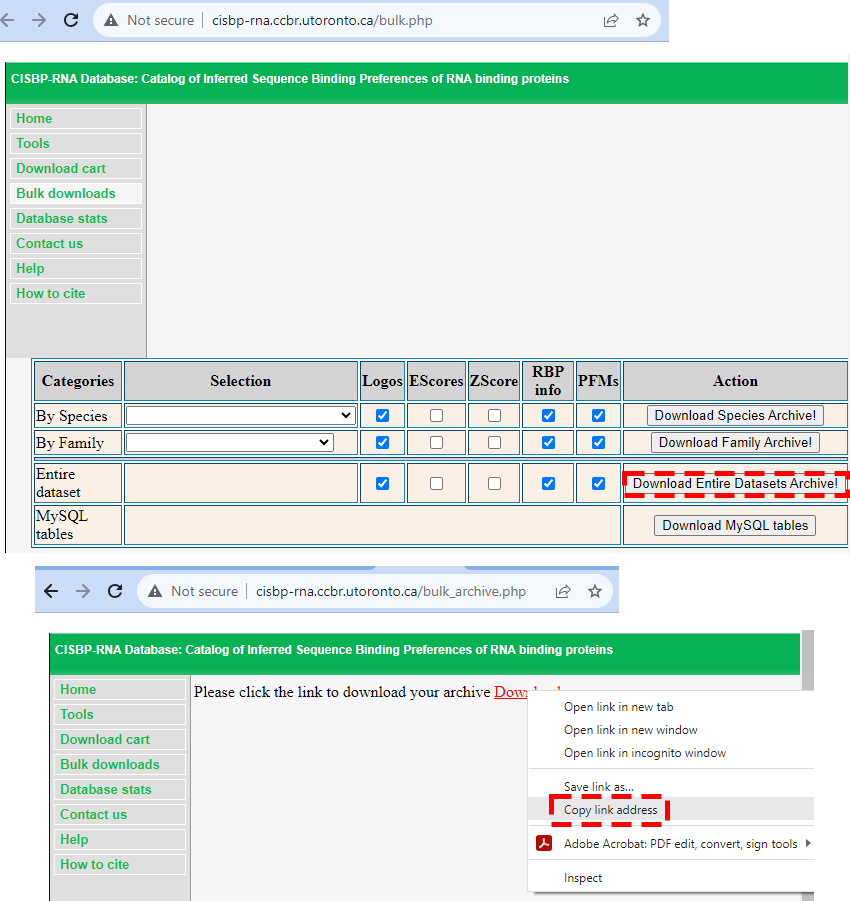 Not secure cisbp-rna.ccbr.utoronto.ca/bulk.php
CISBP-RNA Database: Catalog of Inferred Sequence Binding Preferences of RNA binding proteins
Home
Tools
Download cart
Bulk downloads
Database stats
Contact us
Help
How to cite
Categories Selection Logos EScores ZScore RBP info PFMs Action
By Species Download Species Archive!
By Family Download Family Archive!
Entire dataset Download Entire Datasets Archive!
MySQL tables Download MySQL tables
Not secure cisbp-rna.ccbr.utoronto.ca/bulk_archive.php
CISBP-RNA Database: Catalog of Inferred Sequence Binding Preferences of RNA binding proteins
Home
Tools
Download cart
Bulk downloads
Database stats
Contact us
Help
How to cite
Please click the link to download your archive Download
Open link in new tab
Open link in new window
Open link in incognito window
Save link as...
Copy link address
Adobe Acrobat: PDF edit, convert, sign tools
Inspect